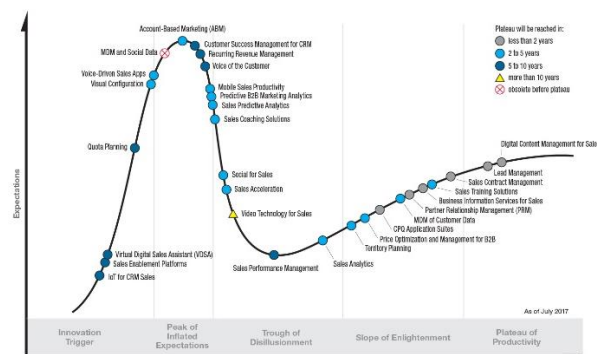 Account-Based Marketing (ABM)
MDM and Social Data
Customer Success Management for CRM
Recurring Revenue Management
Voice of the Customer
Voice-Driven Sales Apps
Visual Configuration
Mobile Sales Productivity
Predictive B2B Marketing Analytics
Sales Predictive Analytics
Sales Coaching Solutions
Quota Planning
Social for Sales
Sales Acceleration
Video Technology for Sales
Virtual Digital Sales Assistant (VDSA)
Sales Enablement Platforms
IoT for CRM Sales
Sales Performance Management
Sales Analytics
Territory Planning
Price Optimization and Management for B2B
CPQ Application Suites
MDM of Customer Data
Partner Relationship Management (PRM)
Business Information Services for Sales
Sales Training Solutions
Sales Contract Management
Lead Management
Digital Content Management for Sale
Plateau will be reached in:
less than 2 years
2 to 5 years
5 to 10 years
more than 10 years
obsolete before plateau
Expectations
As of July 2017
Innovation
Trigger
Peak of
Inflated
Expectations
Trough of
Disillusionment
Slope of Enlightenment
Plateau of
Productivity